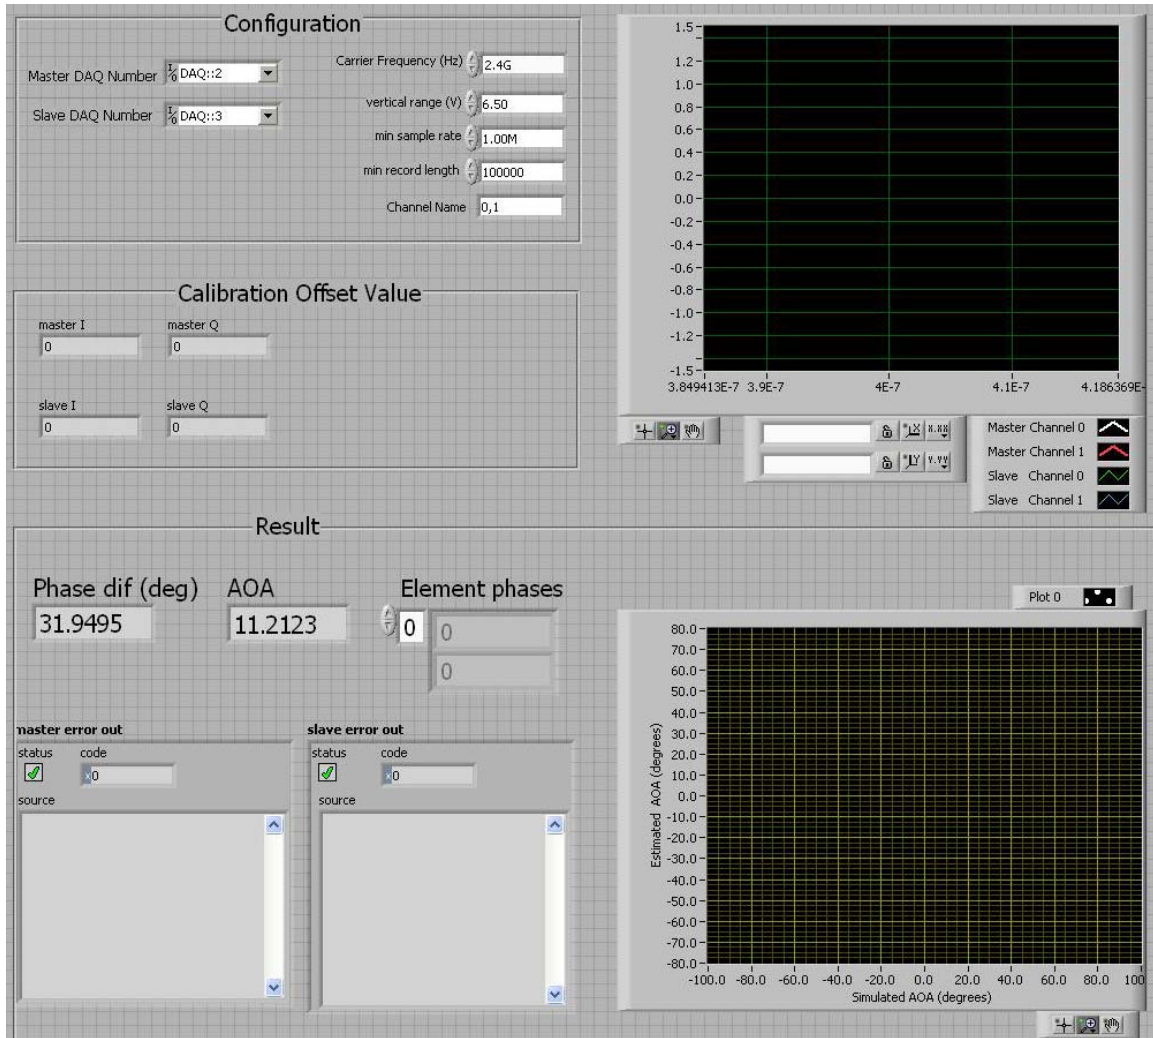 Configuration
Master DAQ Number DAQ::2
Slave DAQ Number DAQ::3
Carrier Frequency (Hz) 2.4G
vertical range (V) 6.50
min sample rate 1.00M
min record length 100000
Channel Name 0,1
1.5
1.2
1.0
0.8
0.6
0.4
0.2
0.0
-0.2
-0.4
-0.6
-0.8
-1.0
-1.2
-1.5
3.849413E-7 3.9E-7 4E-7 4.1E-7 4.186369E-
Master Channel 0
Master Channel 1
Slave Channel 0
Slave Channel 1
Calibration Offset Value
master I master Q
0 0
slave I slave Q
0 0
Result
Phase dif (deg) AOA Element phases
31.9495 11.2123 0 0
0
master error out
status code
0
source
slave error out
status code
0
source
Plot 0
Estimated AOA (degrees)
80.0
70.0
60.0
50.0
40.0
30.0
20.0
10.0
0.0
-10.0
-20.0
-30.0
-40.0
-50.0
-60.0
-70.0
-80.0
-100.0 -80.0 -60.0 -40.0 -20.0 0.0 20.0 40.0 60.0 80.0 100
Simulated AOA (degrees)